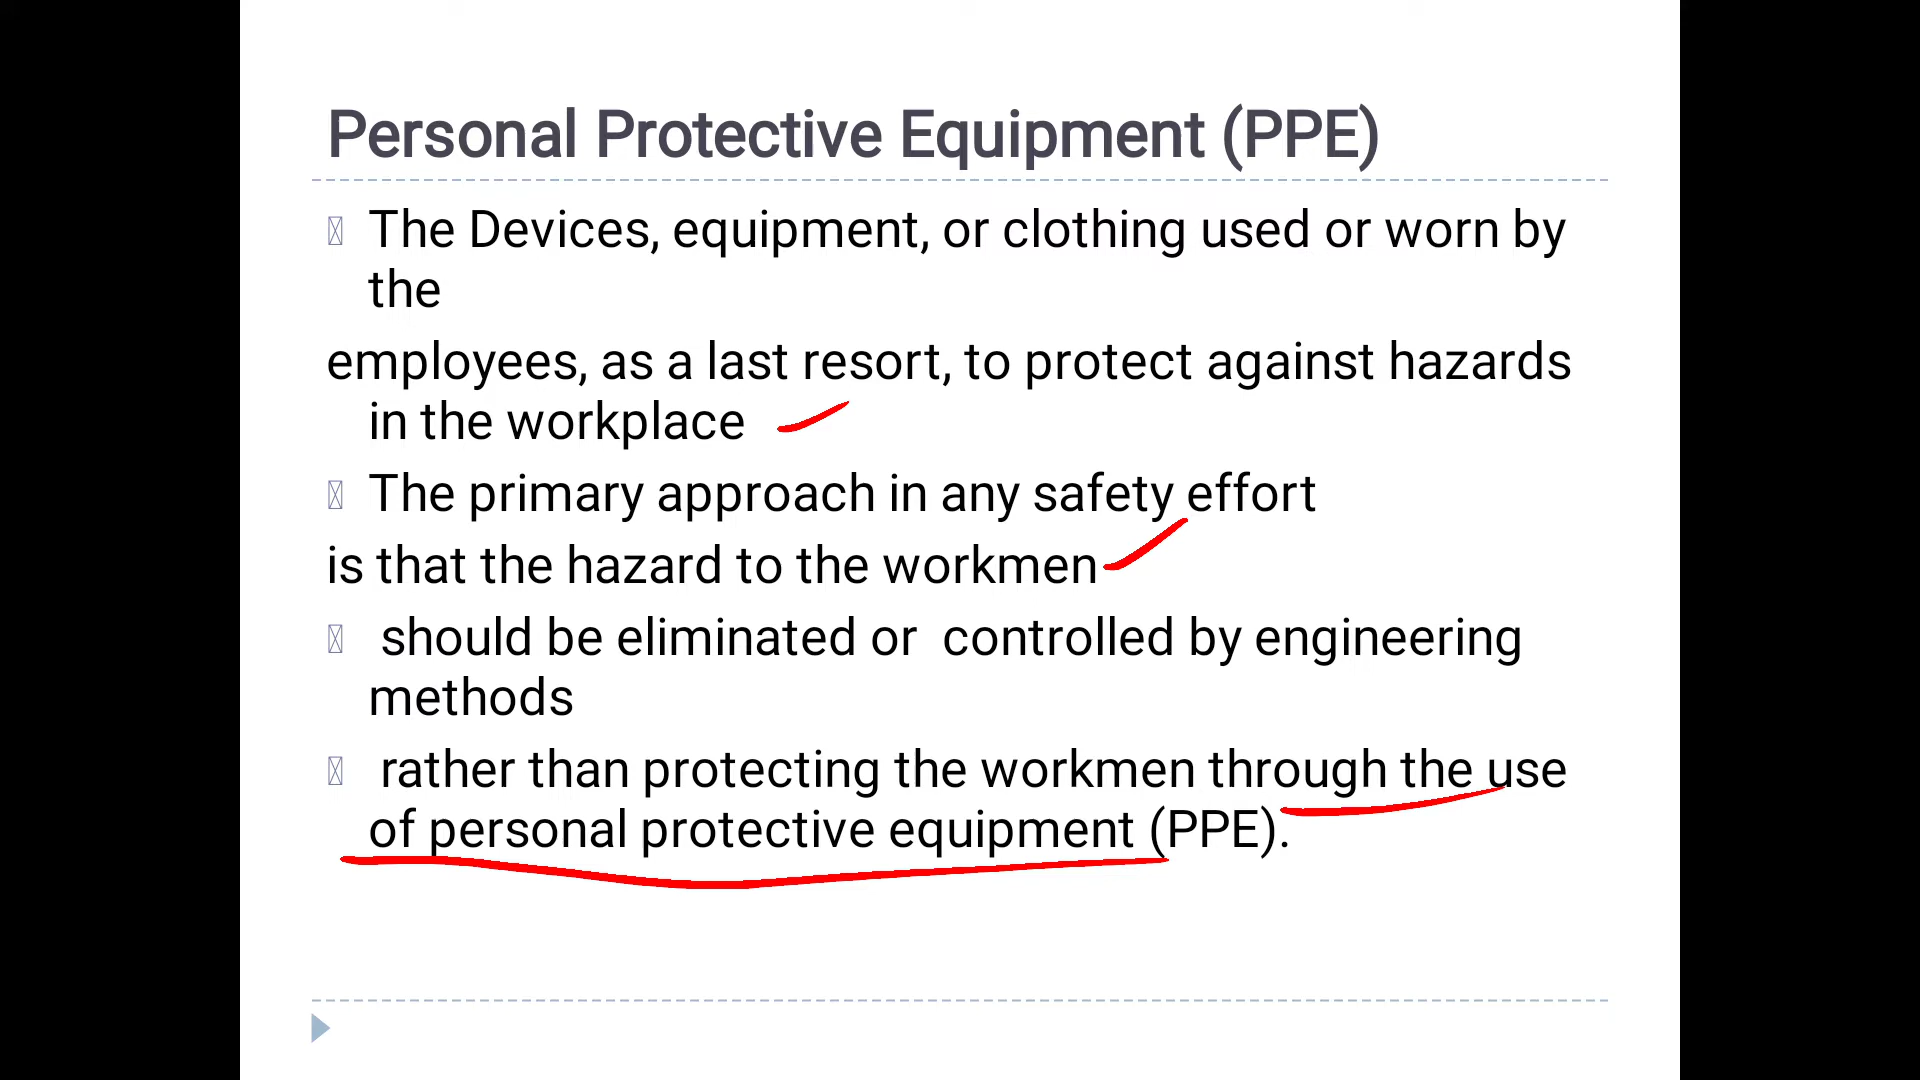 Personal Protective Equipment (PPE)
The Devices, equipment, or clothing used or worn by
the
employees, as a last resort, to protect against hazards
in the workplace
The primary approach in any safety effort
is that the hazard to the workmen
should be eliminated or controlled by engineering
methods
rather than protecting the workmen through the use
of personal protective equipment (PPE).